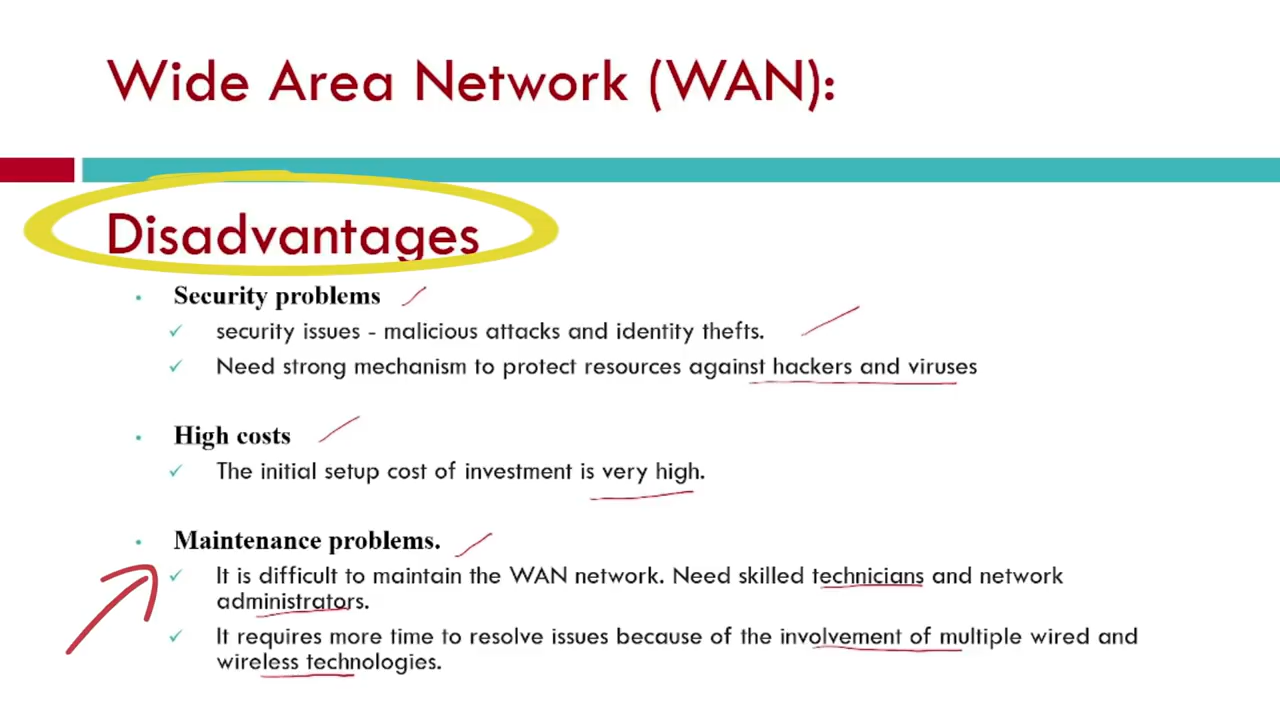 Wide Area Network (WAN):
Disadvantages
• Security problems
✓ security issues - malicious attacks and identity thefts.
✓ Need strong mechanism to protect resources against hackers and viruses
• High costs
✓ The initial setup cost of investment is very high.
• Maintenance problems.
✓ It is difficult to maintain the WAN network. Need skilled technicians and network
administrators.
✓ It requires more time to resolve issues because of the involvement of multiple wired and
wireless technologies.